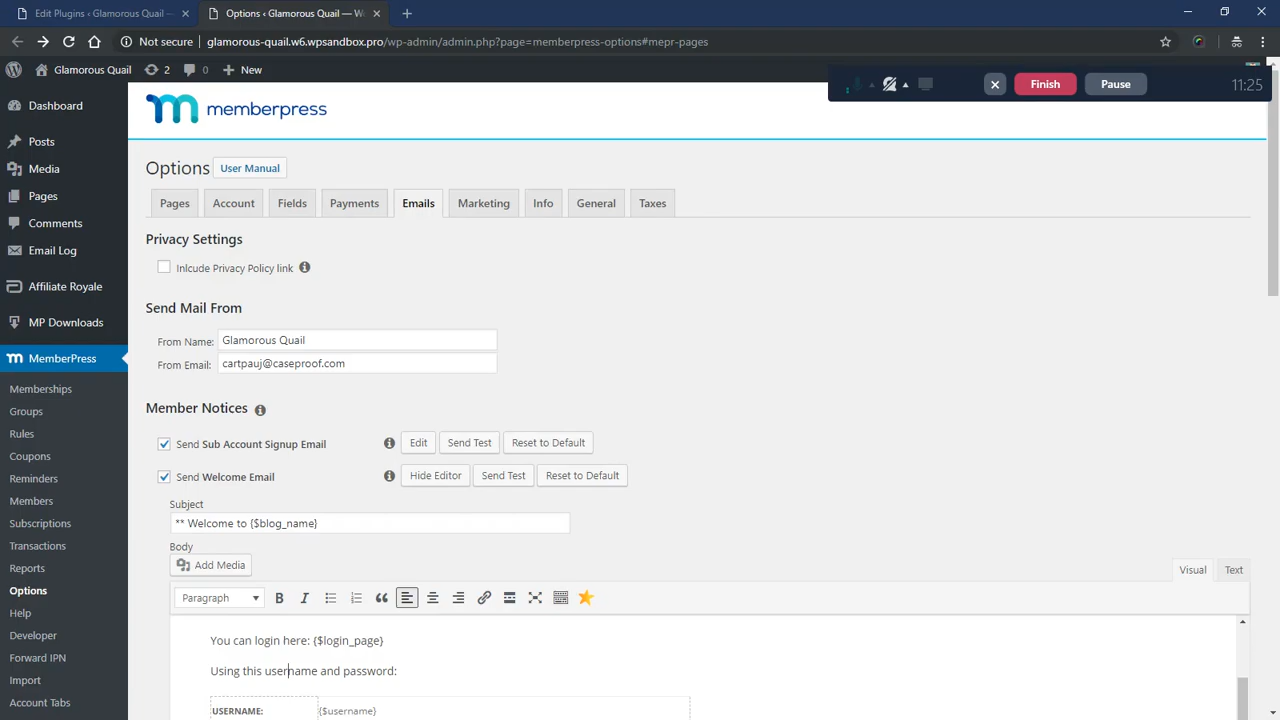 Edit Plugins ‹ Glamorous Quail —
Options ‹ Glamorous Quail — W
Not secure glamorous-quail.w6.wpsandbox.pro/wp-admin/admin.php?page=memberpress-options#mepr-pages
Glamorous Quail 2 0 New
Finish Pause 11:25
Dashboard
Posts
Media
Pages
Comments
Email Log
Affiliate Royale
MP Downloads
MemberPress
Memberships
Groups
Rules
Coupons
Reminders
Members
Subscriptions
Transactions
Reports
Options
Help
Developer
Forward IPN
Import
Account Tabs
memberpress
Options User Manual
Pages Account Fields Payments Emails Marketing Info General Taxes
Privacy Settings
Inlcude Privacy Policy link
Send Mail From
From Name: Glamorous Quail
From Email: cartpauj@caseproof.com
Member Notices
Send Sub Account Signup Email Edit Send Test Reset to Default
Send Welcome Email Hide Editor Send Test Reset to Default
Subject
** Welcome to {$blog_name}
Body
Add Media Visual Text
Paragraph B I
You can login here: {$login_page}
Using this username and password:
USERNAME: {$username}